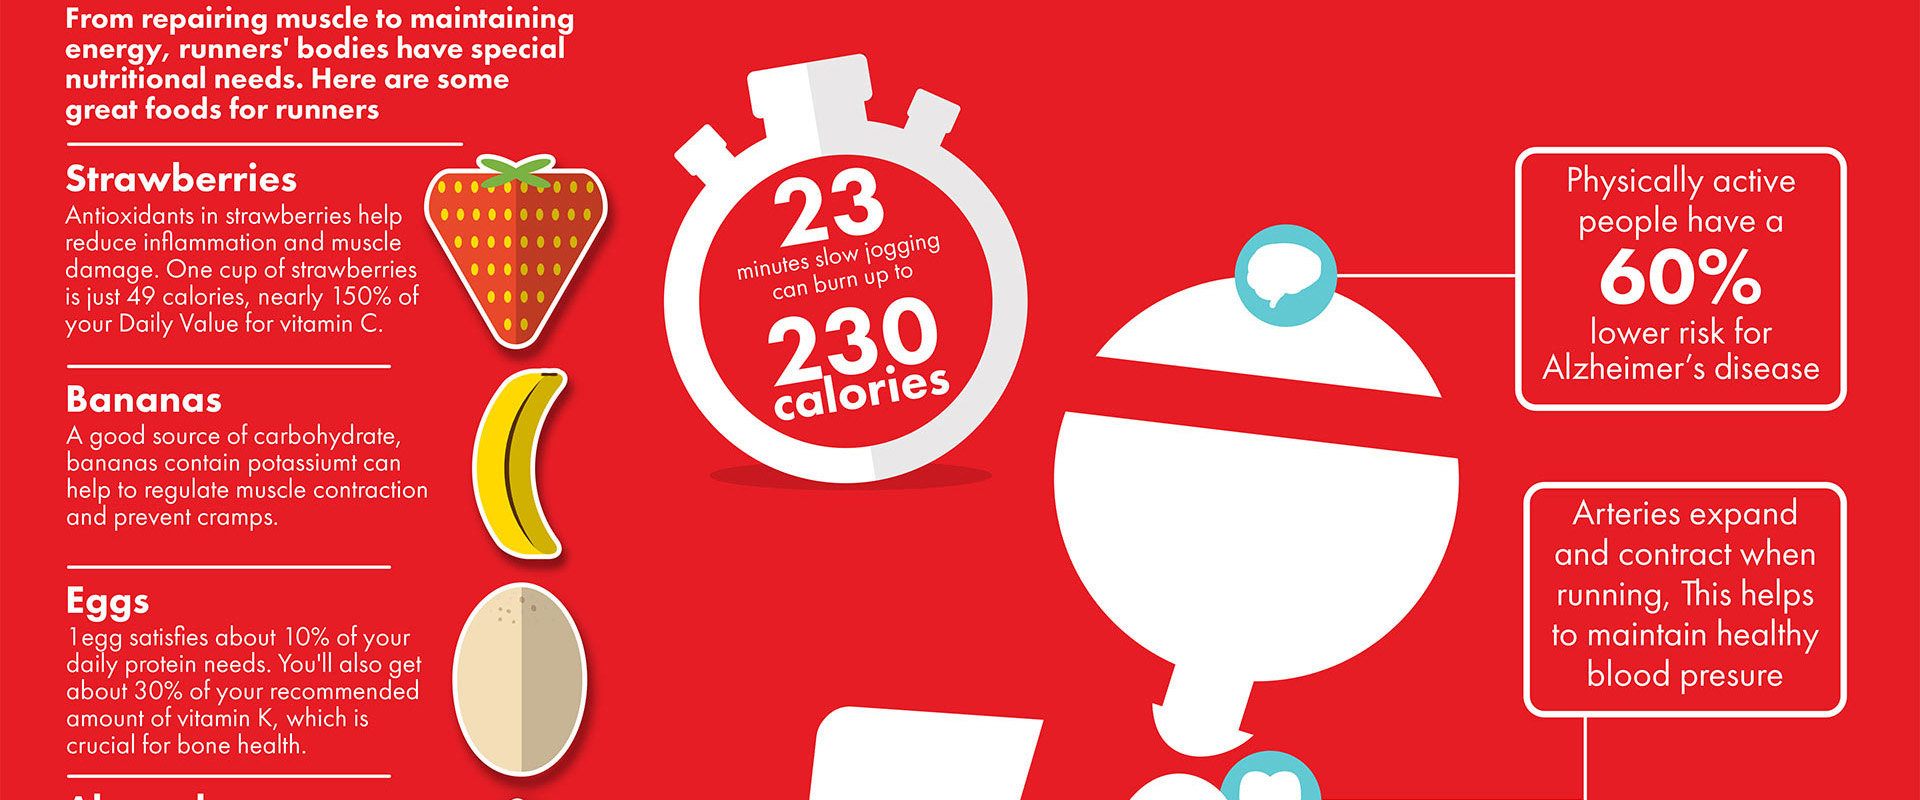 From repairing muscle to maintaining
energy, runners' bodies have special
nutritional needs. Here are some
great foods for runners
Strawberries
Antioxidants in strawberries help
reduce inflammation and muscle
damage. One cup of strawberries
is just 49 calories, nearly 150% of
your Daily Value for vitamin C.
Bananas
A good source of carbohydrate,
bananas contain potassiumt can
help to regulate muscle contraction
and prevent cramps.
Eggs
1egg satisfies about 10% of your
daily protein needs. You'll also get
about 30% of your recommended
amount of vitamin K, which is
crucial for bone health.
23
minutes slow jogging
can burn up to
230
calories
Physically active
people have a
60%
lower risk for
Alzheimer's disease
Arteries expand
and contract when
running, This helps
to maintain healthy
blood presure